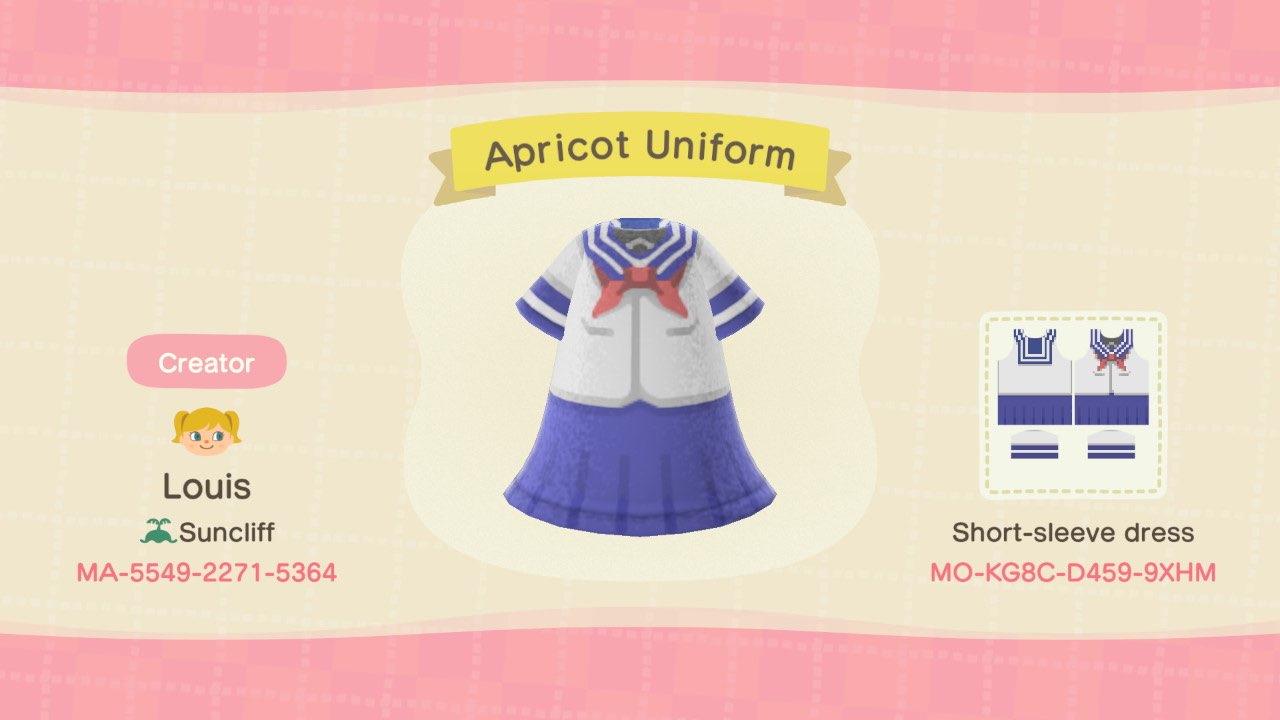 Apricot Uniform
Creator
Louis
Suncliff
MA-5549-2271-5364
Short-sleeve dress
MO-KG8C-D459-9XHM